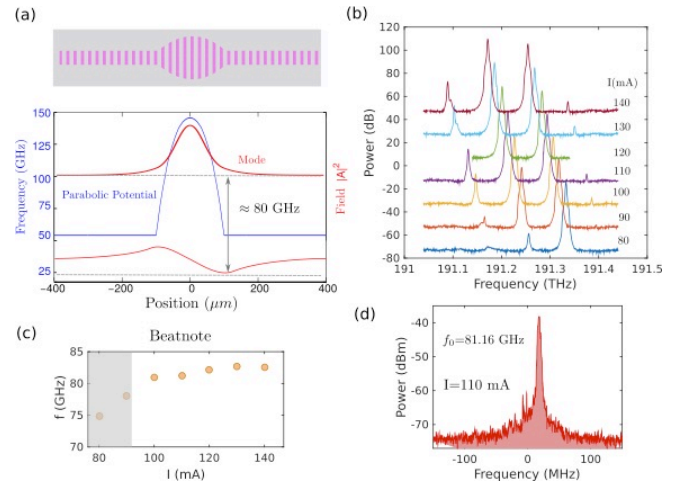 (a)
150
125
100
75
50
25
Frequency (GHz)
Mode
Parabolic Potential
≈ 80 GHz
Field |A|²
−400
−200
0
200
400
Position (μm)
(b)
120
100
80
60
40
20
0
-20
-40
-60
-80
Power (dB)
I(mA)
140
130
120
110
100
90
80
191
191.1
191.2
191.3
191.4
191.5
Frequency (THz)
(c)
Beatnote
85
80
75
70
f (GHz)
80
100
120
140
I (mA)
(d)
-40
-50
-60
-70
Power (dBm)
f₀=81.16 GHz
I=110 mA
-100
0
100
Frequency (MHz)